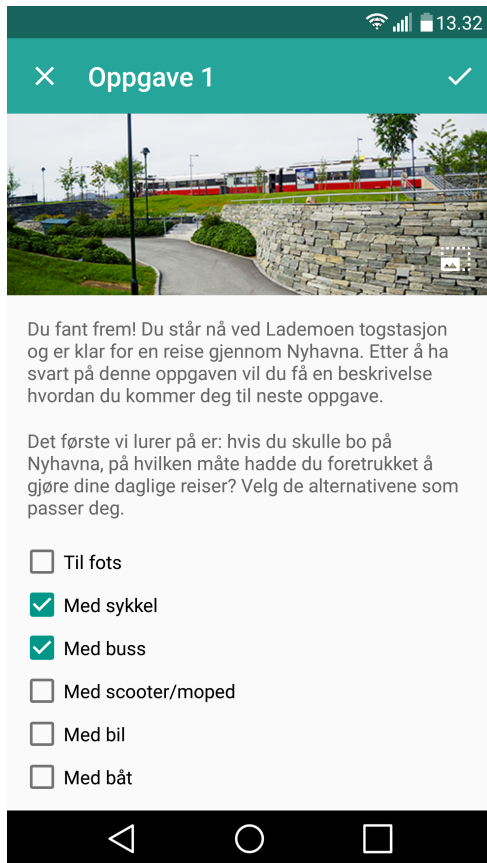 13.32
Oppgave 1
Du fant frem! Du står nå ved Lademoen togstasjon
og er klar for en reise gjennom Nyhavna. Etter å ha
svart på denne oppgaven vil du få en beskrivelse
hvordan du kommer deg til neste oppgave.
Det første vi lurer på er: hvis du skulle bo på
Nyhavna, på hvilken måte hadde du foretrukket å
gjøre dine daglige reiser? Velg de alternativene som
passer deg.
Til fots
Med sykkel
Med buss
Med scooter/moped
Med bil
Med båt